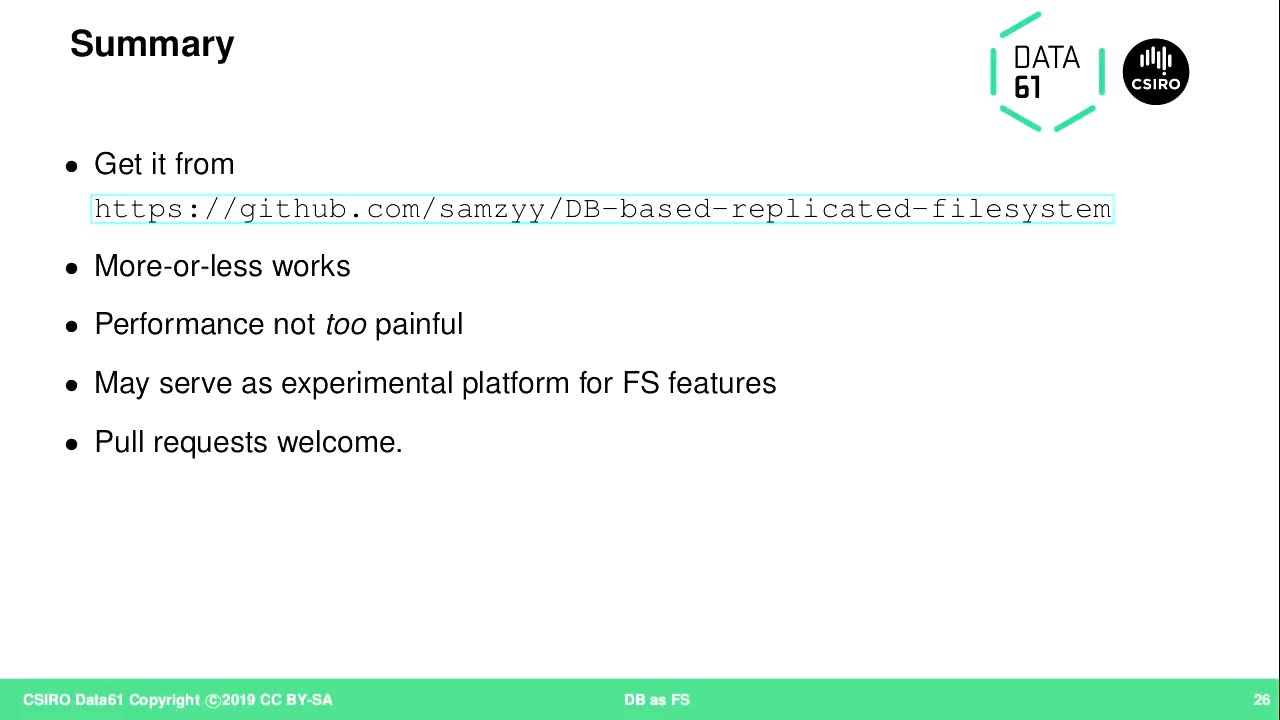 Summary
DATA
61
CSIRO
• Get it from
https://github.com/samzyy/DB-based-replicated-filesystem
• More-or-less works
• Performance not too painful
• May serve as experimental platform for FS features
• Pull requests welcome.
CSIRO Data61 Copyright ©2019 CC BY-SA
DB as FS
26